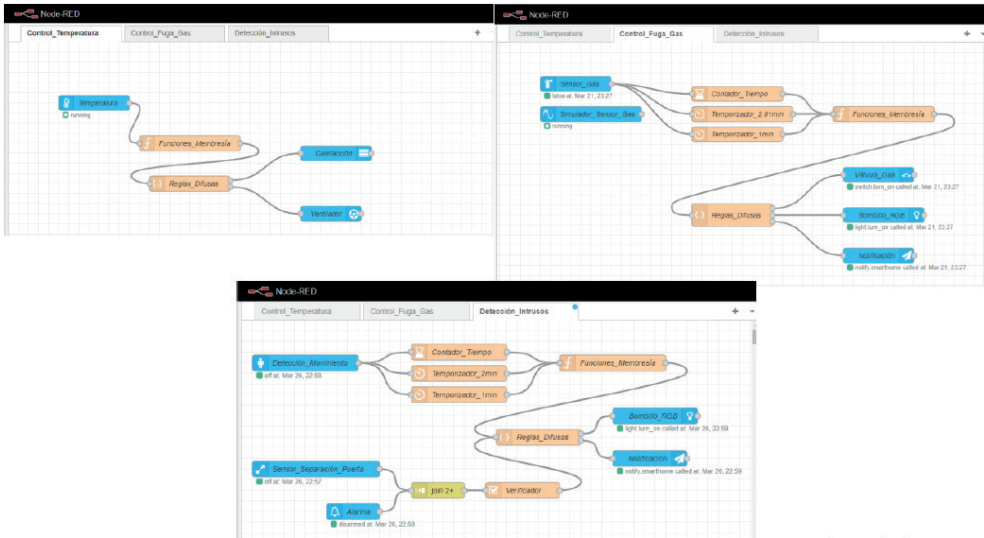 Node-RED
Control_Temperatura
Control_Fuga_Gas
Detección_Intrusos
Temperatura
running
Funciones_Membresía
Reglas_Difusas
Calefacción
Ventilador
Node-RED
Control_Temperatura
Control_Fuga_Gas
Detección_Intrusos
Sensor_Gas
false at: Mar 21, 23:27
Simulador_Sensor_Gas
running
Contador_Tiempo
Temporizador_2.01min
Temporizador_1min
Funciones_Membresía
Reglas_Difusas
Válvula_Gas
switch.turn_on called at: Mar 21, 23:27
Bombillo_RGB
light.turn_on called at: Mar 21, 23:27
Notificación
notify.smarthome called at: Mar 21, 23:27
Node-RED
Control_Temperatura
Control_Fuga_Gas
Detección_Intrusos
Detección_Movimiento
off at: Mar 26, 22:59
Contador_Tiempo
Temporizador_2min
Temporizador_1min
Funciones_Membresía
Reglas_Difusas
Bombillo_RGB
light.turn_on called at: Mar 26, 22:59
Notificación
notify.smarthome called at: Mar 26, 22:59
Sensor_Separación_Puerta
off at: Mar 26, 22:57
Alarma
disarmed at: Mar 26, 22:59
join 2+
Verificador